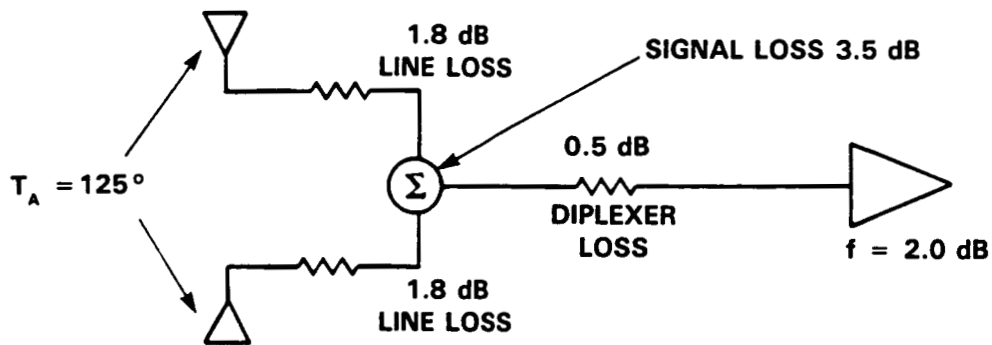 1.8 dB
LINE LOSS
SIGNAL LOSS 3.5 dB
T_A = 125°
Σ
0.5 dB
DIPLEXER
LOSS
f = 2.0 dB
1.8 dB
LINE LOSS